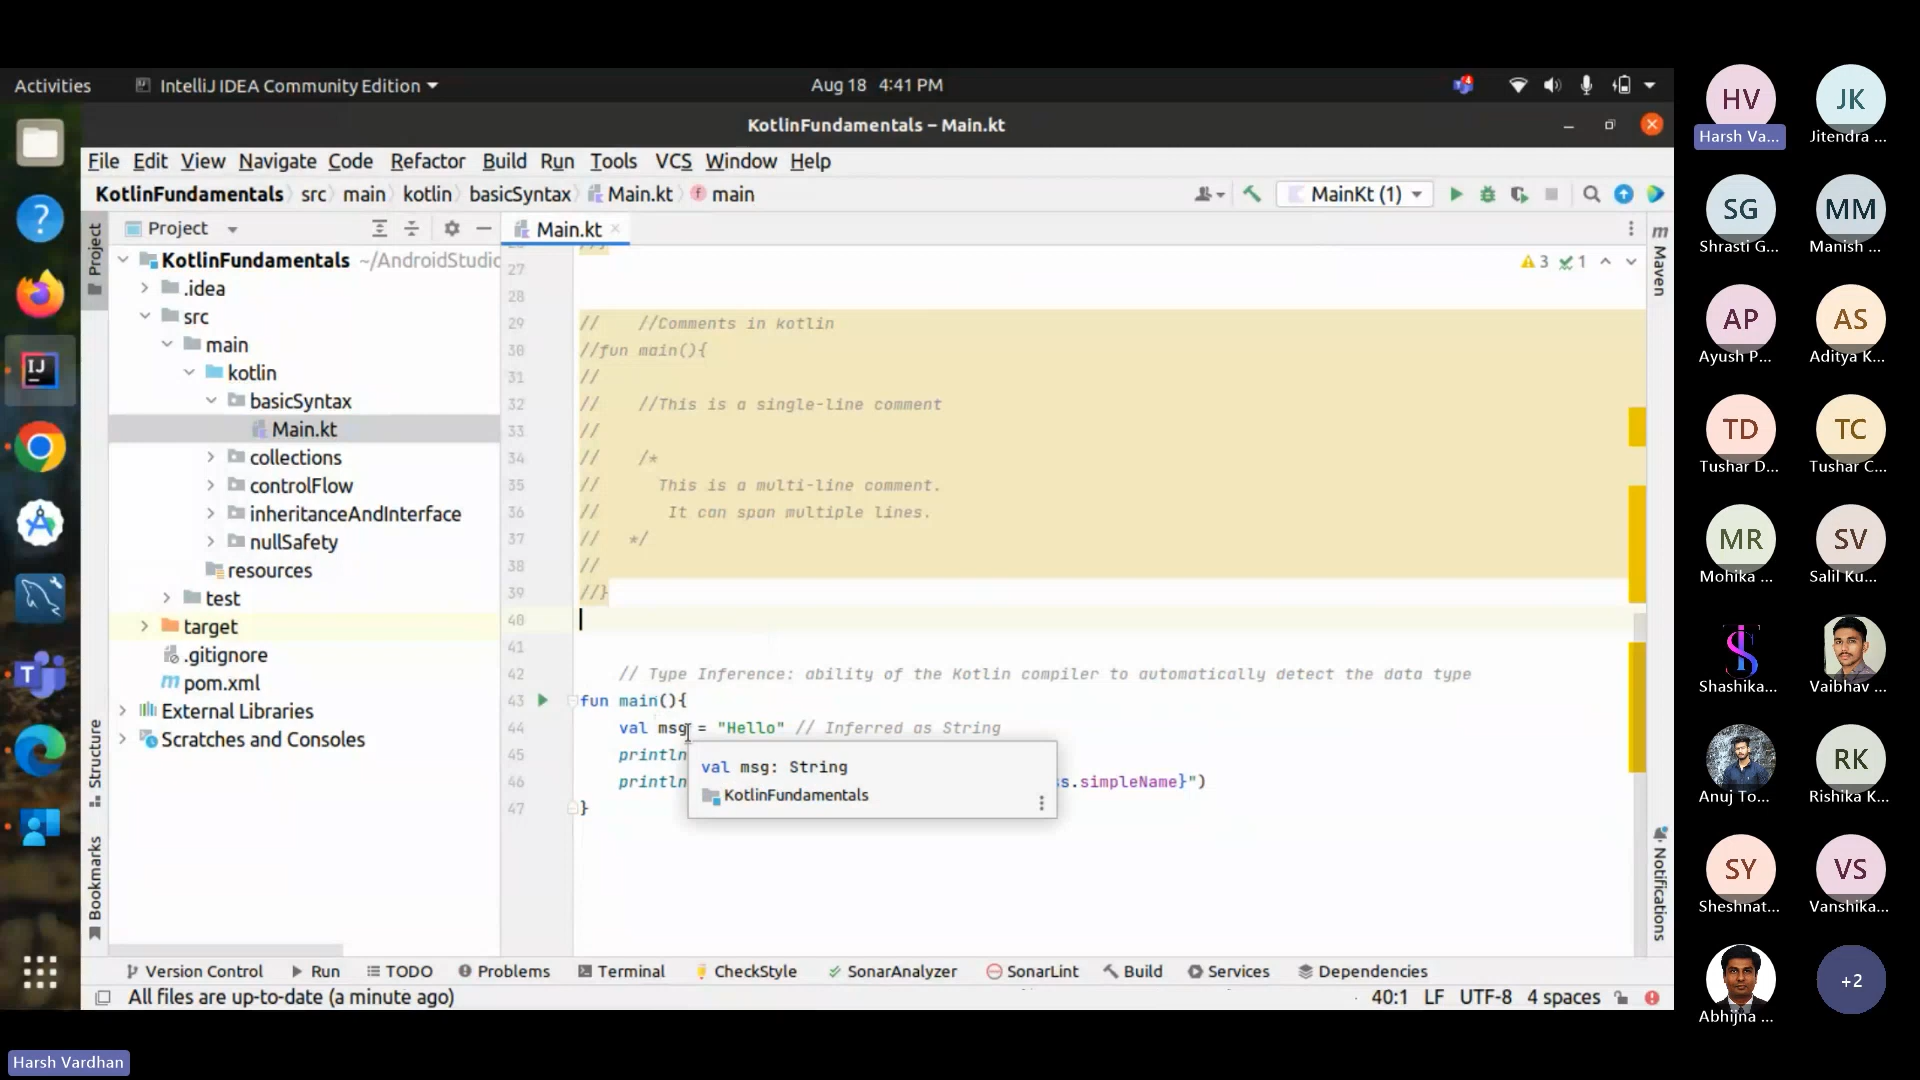 Activities
IntelliJ IDEA Community Edition
Aug 18 4:41 PM
4
KotlinFundamentals – Main.kt
File Edit View Navigate Code Refactor Build Run Tools VCS Window Help
KotlinFundamentals src main kotlin basicSyntax Main.kt main
MainKt (1)
Project
Project
KotlinFundamentals ~/AndroidStudio
.idea
src
main
kotlin
basicSyntax
Main.kt
collections
controlFlow
inheritanceAndInterface
nullSafety
resources
test
target
.gitignore
pom.xml
External Libraries
Scratches and Consoles
Structure
Bookmarks
Main.kt
3 1
27
28
29 // //Comments in kotlin
30 //fun main(){
31 //
32 // //This is a single-line comment
33 //
34 // /*
35 // This is a multi-line comment.
36 // It can span multiple lines.
37 // */
38 //
39 //}
40
41
42 // Type Inference: ability of the Kotlin compiler to automatically detect the data type
43 fun main(){
44 val msg = "Hello" // Inferred as String
45 println
46 println s.simpleName}")
47 }
val msg: String
KotlinFundamentals
Maven
Notifications
Version Control Run TODO Problems Terminal CheckStyle SonarAnalyzer SonarLint Build Services Dependencies
All files are up-to-date (a minute ago)
40:1 LF UTF-8 4 spaces
HV
Harsh Va...
JK
Jitendra ...
SG
Shrasti G...
MM
Manish ...
AP
Ayush P...
AS
Aditya K...
TD
Tushar D...
TC
Tushar C...
MR
Mohika ...
SV
Salil Ku...
Shashika...
Vaibhav ...
Anuj To...
RK
Rishika K...
SY
Sheshnat...
VS
Vanshika...
Abhijna ...
+2
Harsh Vardhan